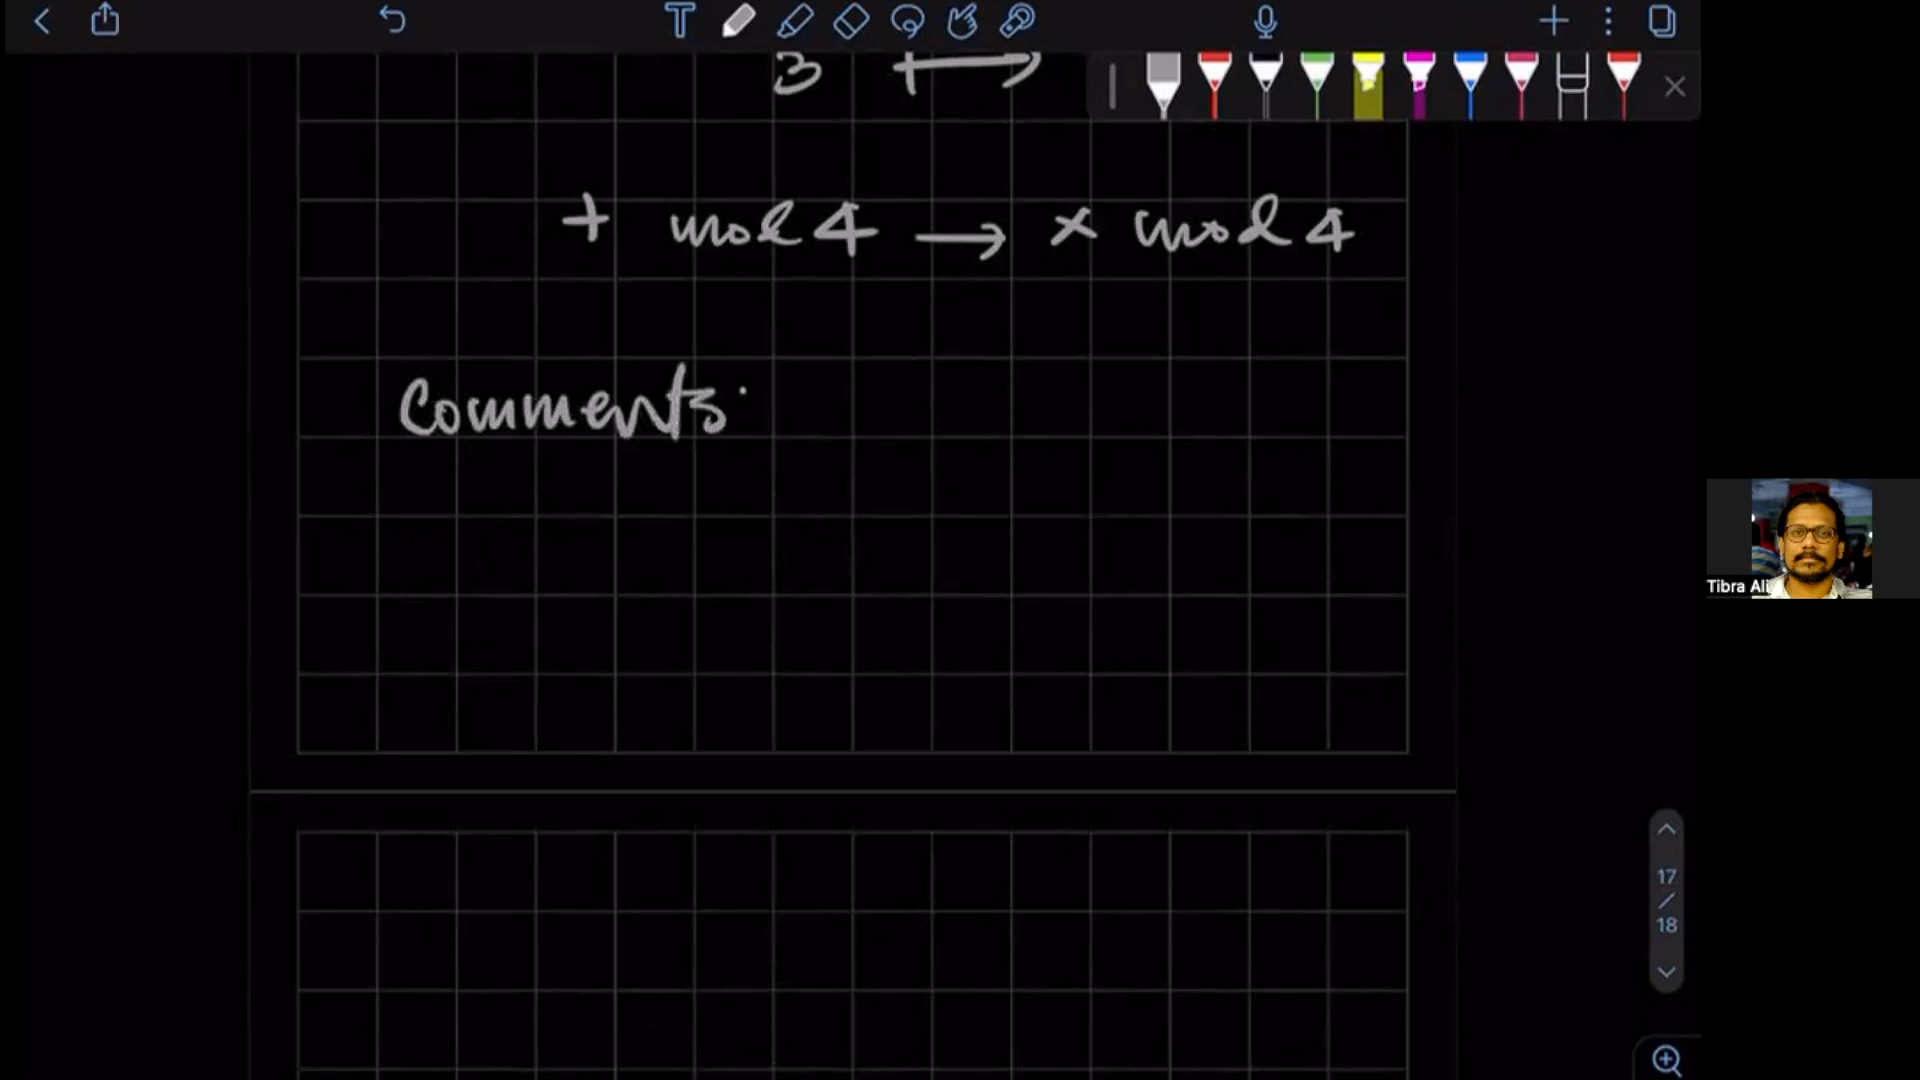 3 ⟼
+ mod 4 → × mod 4
Comments:
17
/
18
Tibra Ali